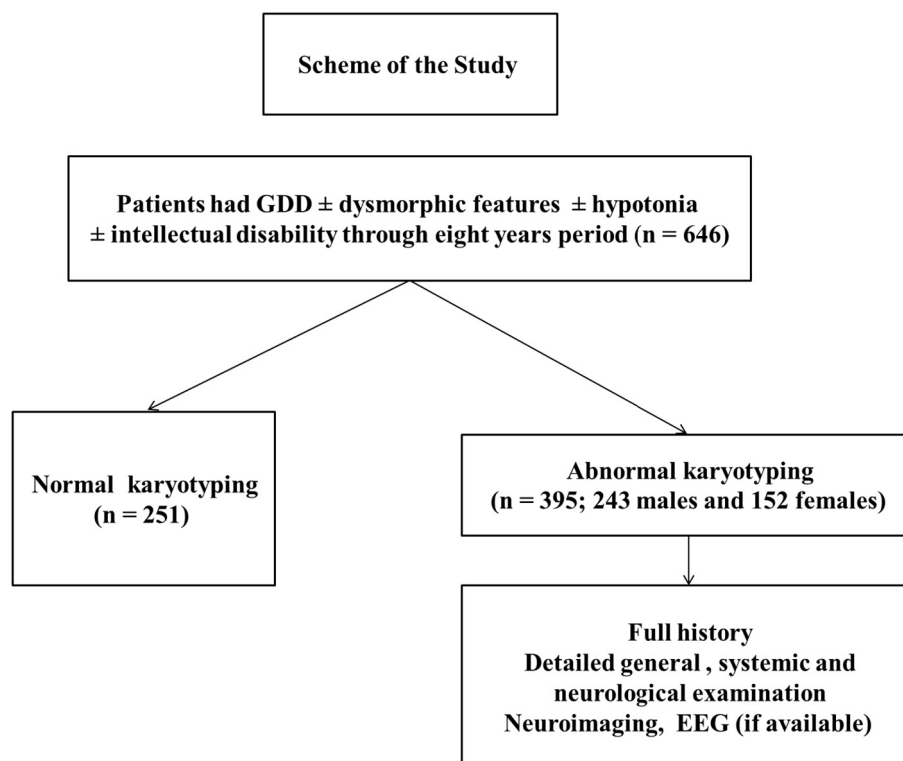 Scheme of the Study
Patients had GDD ± dysmorphic features ± hypotonia
± intellectual disability through eight years period (n = 646)
Normal karyotyping
(n = 251)
Abnormal karyotyping
(n = 395; 243 males and 152 females)
Full history
Detailed general , systemic and
neurological examination
Neuroimaging, EEG (if available)